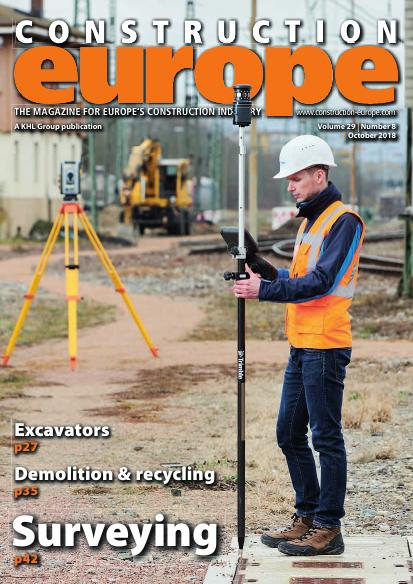 CONSTRUCTION
europe
THE MAGAZINE FOR EUROPE'S CONSTRUCTION INDUSTRY
www.construction-europe.com
A KHL Group publication
Volume 29 | Number 8
October 2018
Trimble
Excavators
p27
Demolition & recycling
p35
Surveying
p42